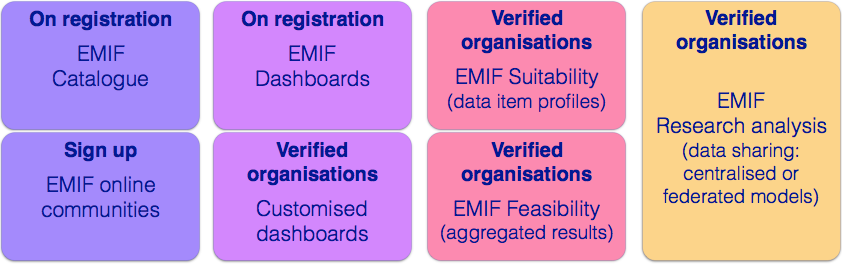 On registration
EMIF
Catalogue
On registration
EMIF
Dashboards
Verified
organisations
EMIF Suitability
(data item profiles)
Verified
organisations
EMIF
Research analysis
(data sharing:
centralised or
federated models)
Sign up
EMIF online
communities
Verified
organisations
Customised
dashboards
Verified
organisations
EMIF Feasibility
(aggregated results)